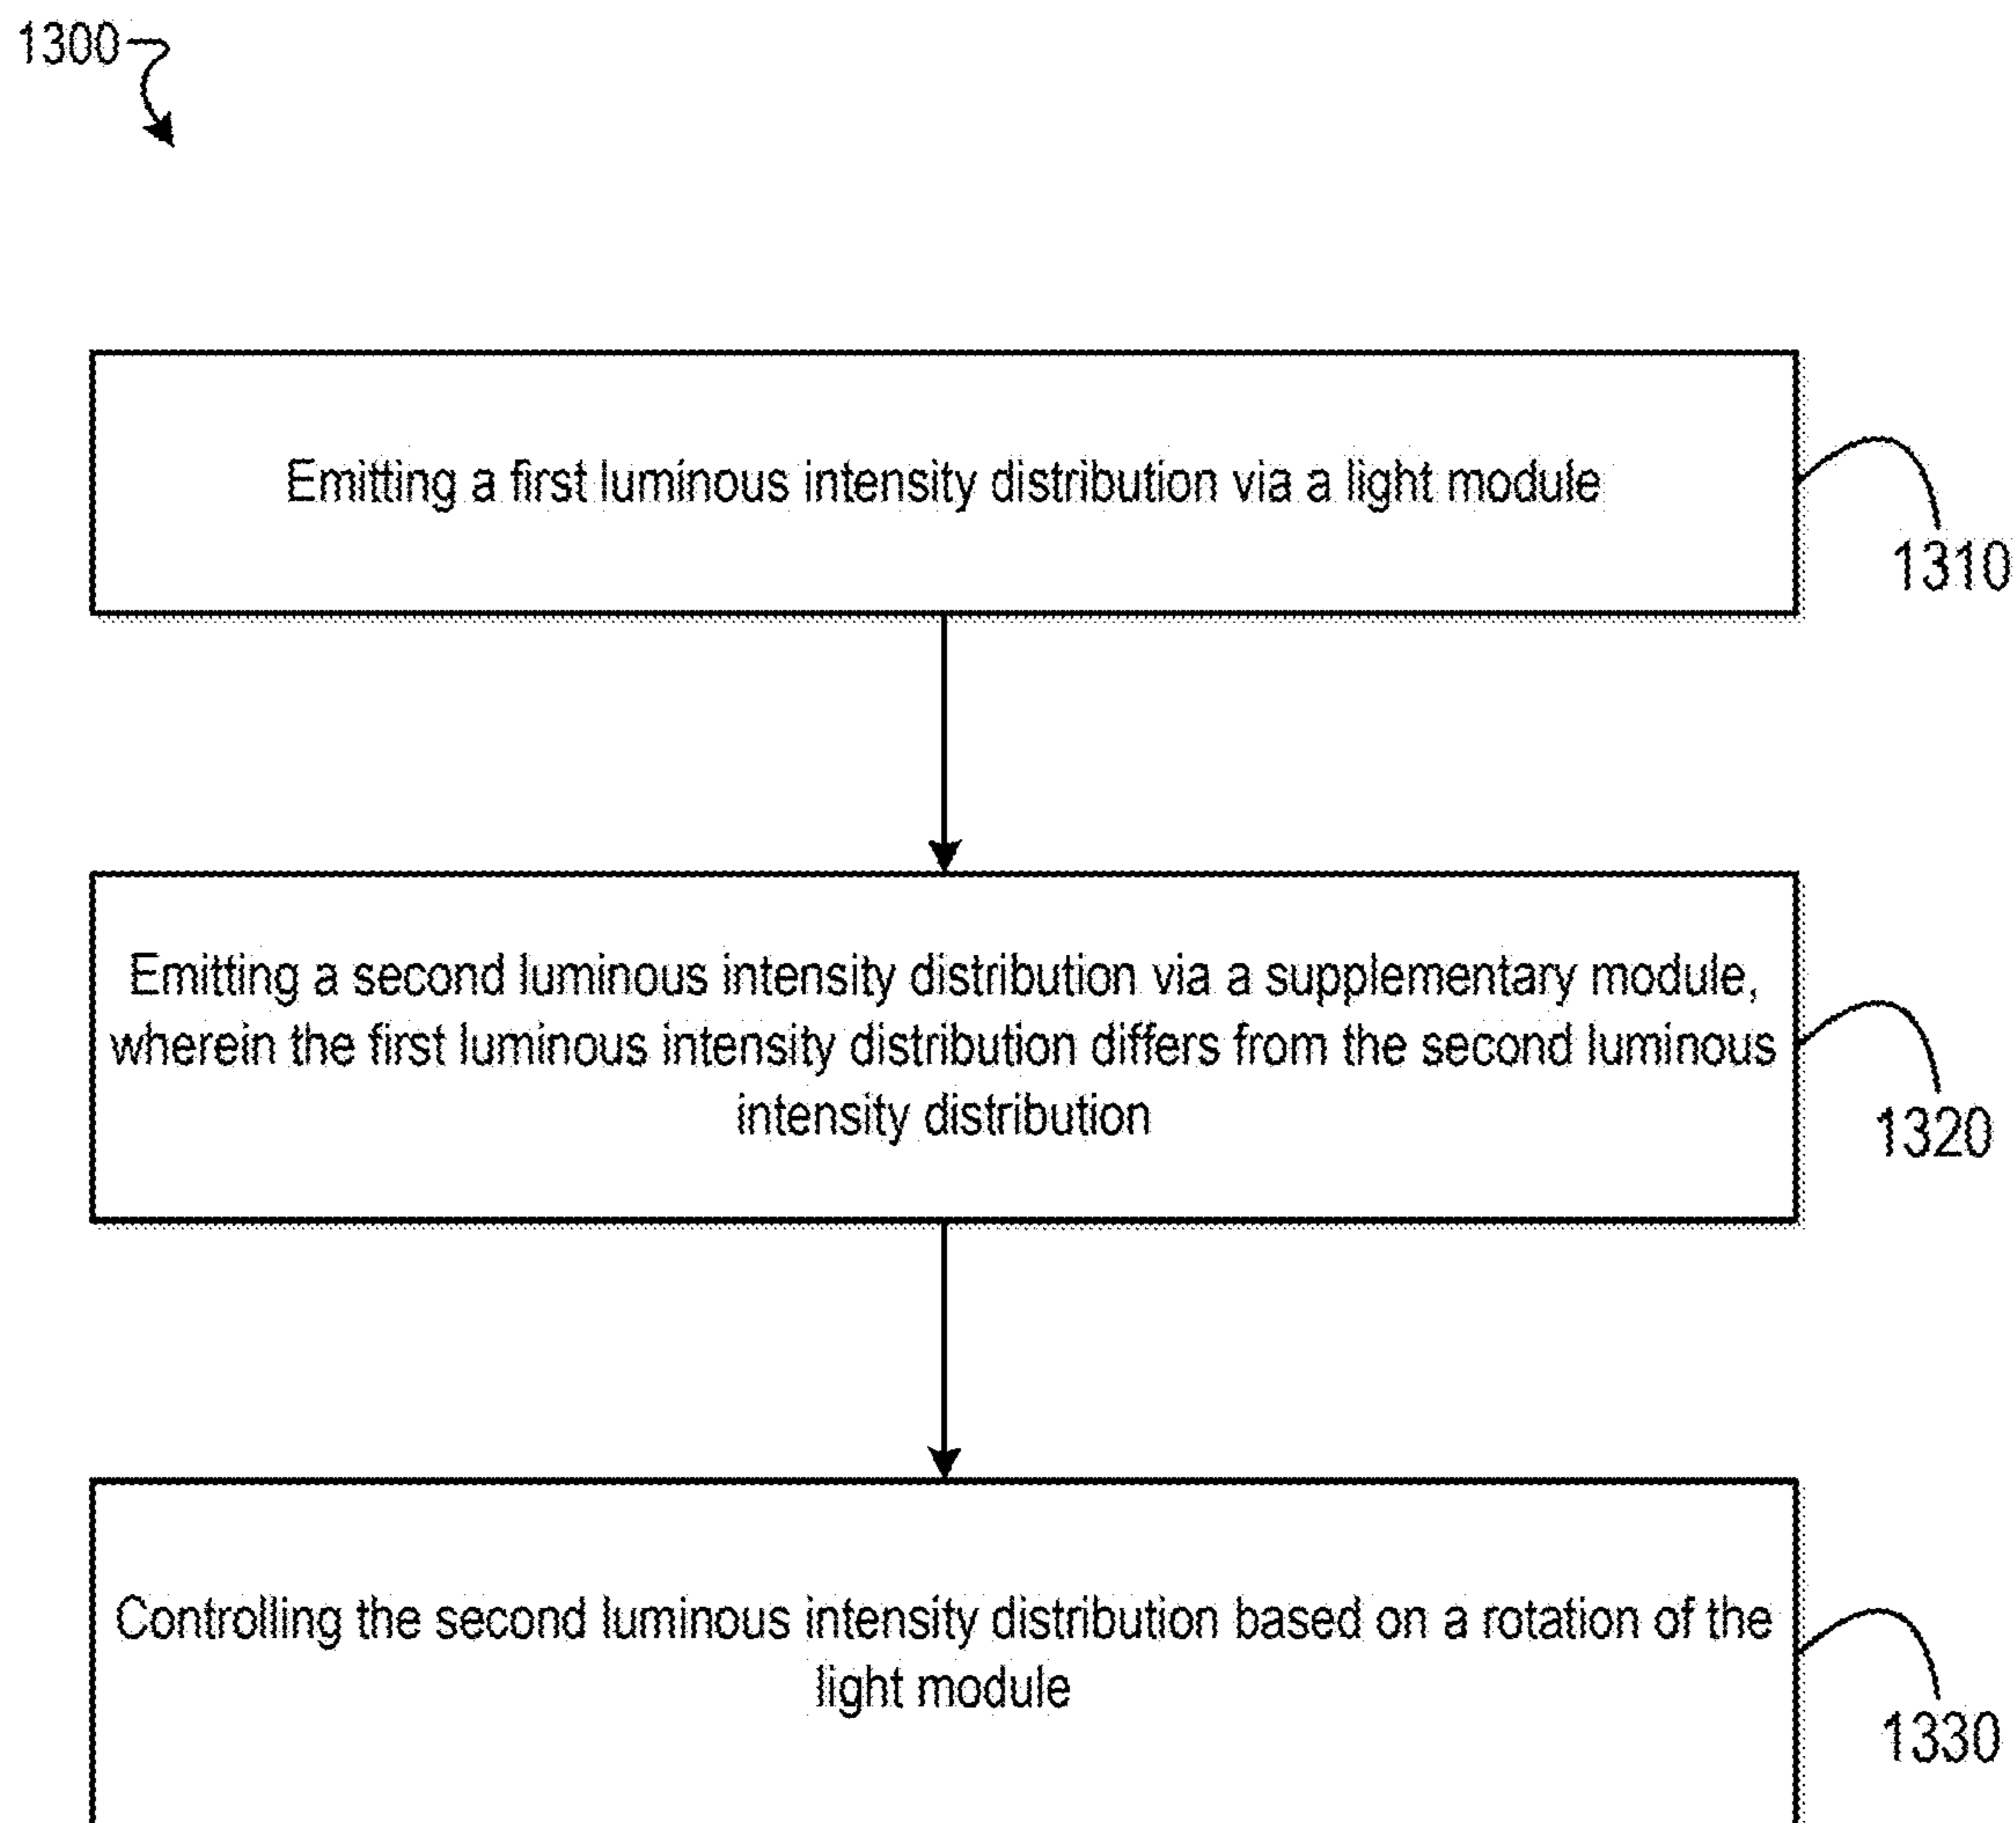 1300
Emitting a first luminous intensity distribution via a light module
1310
Emitting a second luminous intensity distribution via a supplementary module,
wherein the first luminous intensity distribution differs from the second luminous
intensity distribution
1320
Controlling the second luminous intensity distribution based on a rotation of the
light module
1330